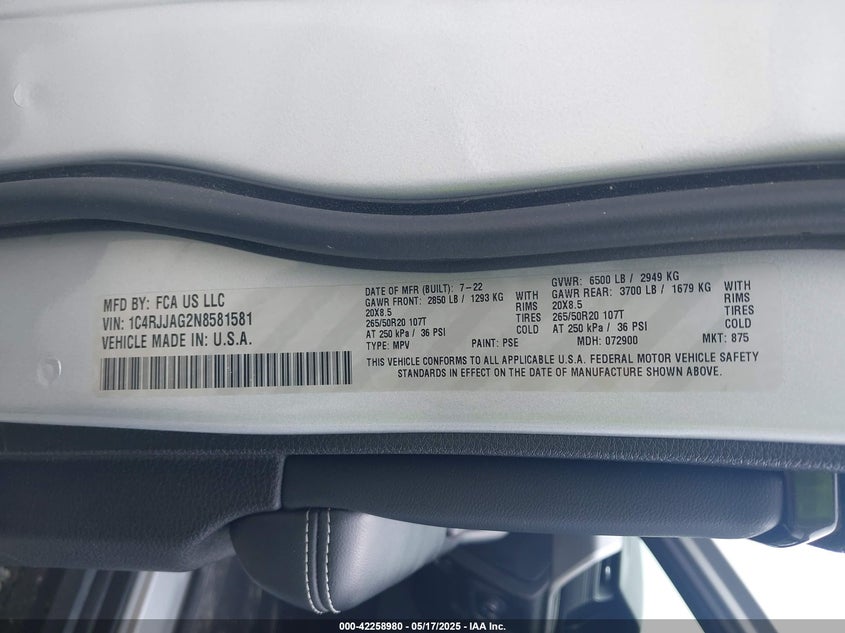 MFD BY: FCA US LLC
VIN: 1C4RJJAG2N8581581
VEHICLE MADE IN: U.S.A.
DATE OF MFR (BUILT): 7-22
GAWR FRONT: 2850 LB / 1293 KG WITH
20X8.5 RIMS
265/50R20 107T TIRES
AT 250 kPa / 36 PSI COLD
TYPE: MPV PAINT: PSE
GVWR: 6500 LB / 2949 KG
GAWR REAR: 3700 LB / 1679 KG WITH
20X8.5 RIMS
265/50R20 107T TIRES
AT 250 kPa / 36 PSI COLD
MDH: 072900 MKT: 875
THIS VEHICLE CONFORMS TO ALL APPLICABLE U.S.A. FEDERAL MOTOR VEHICLE SAFETY
STANDARDS IN EFFECT ON THE DATE OF MANUFACTURE SHOWN ABOVE.
000-42258980 - 05/17/2025 - IAA Inc.